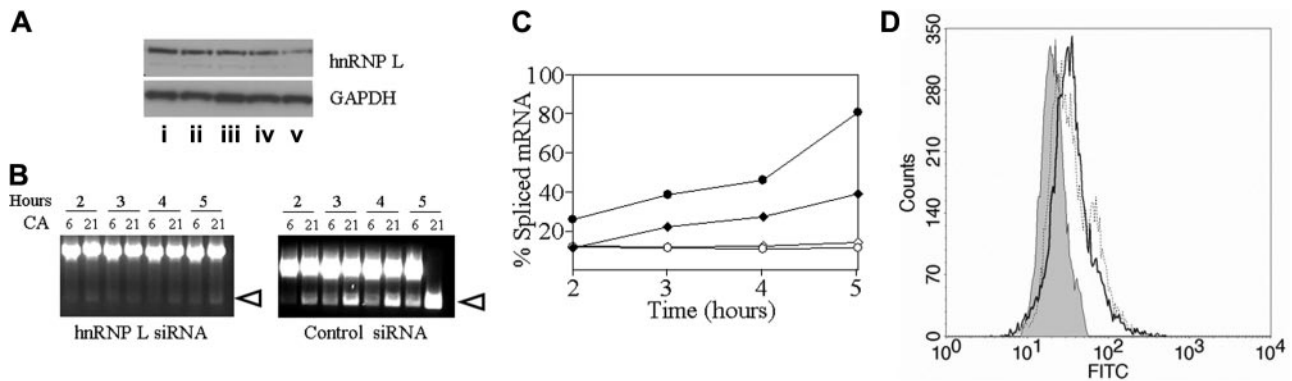 A
hnRNP L
GAPDH
i ii iii iv v
B
Hours 2 3 4 5 2 3 4 5
CA 6 21 6 21 6 21 6 21 6 21 6 21 6 21 6 21
hnRNP L siRNA
Control siRNA
C
% Spliced mRNA
100
80
60
40
20
2 3 4 5
Time (hours)
D
Counts
350
280
210
140
70
0
10^0 10^1 10^2 10^3 10^4
FITC